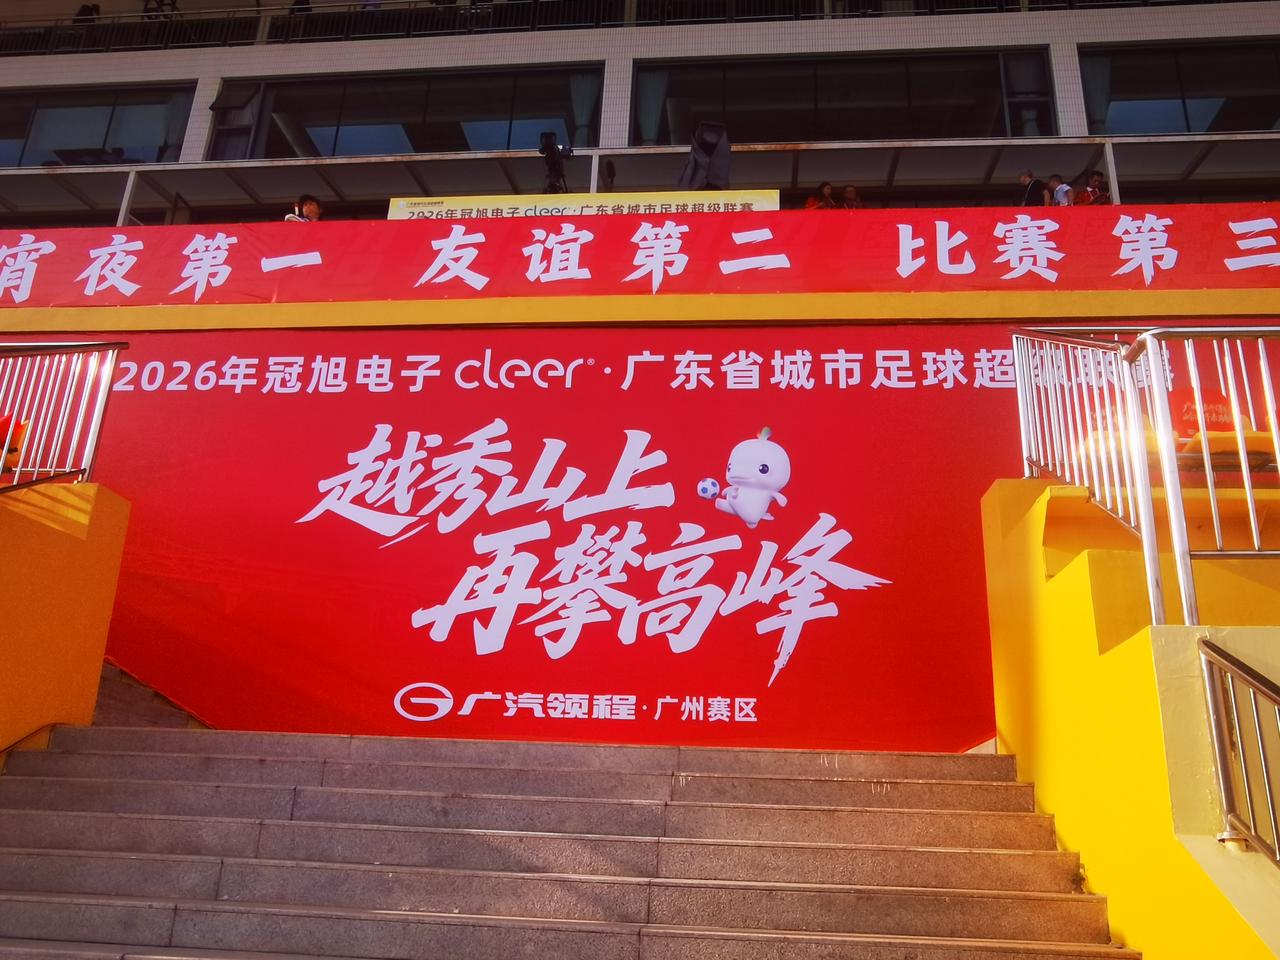 2026年冠旭电子 cleer · 广东省城市足球超级联赛
宵夜第一 友谊第二 比赛第三
2026年冠旭电子 cleer® · 广东省城市足球超
越秀山上
再攀高峰
广汽领程 · 广州赛区